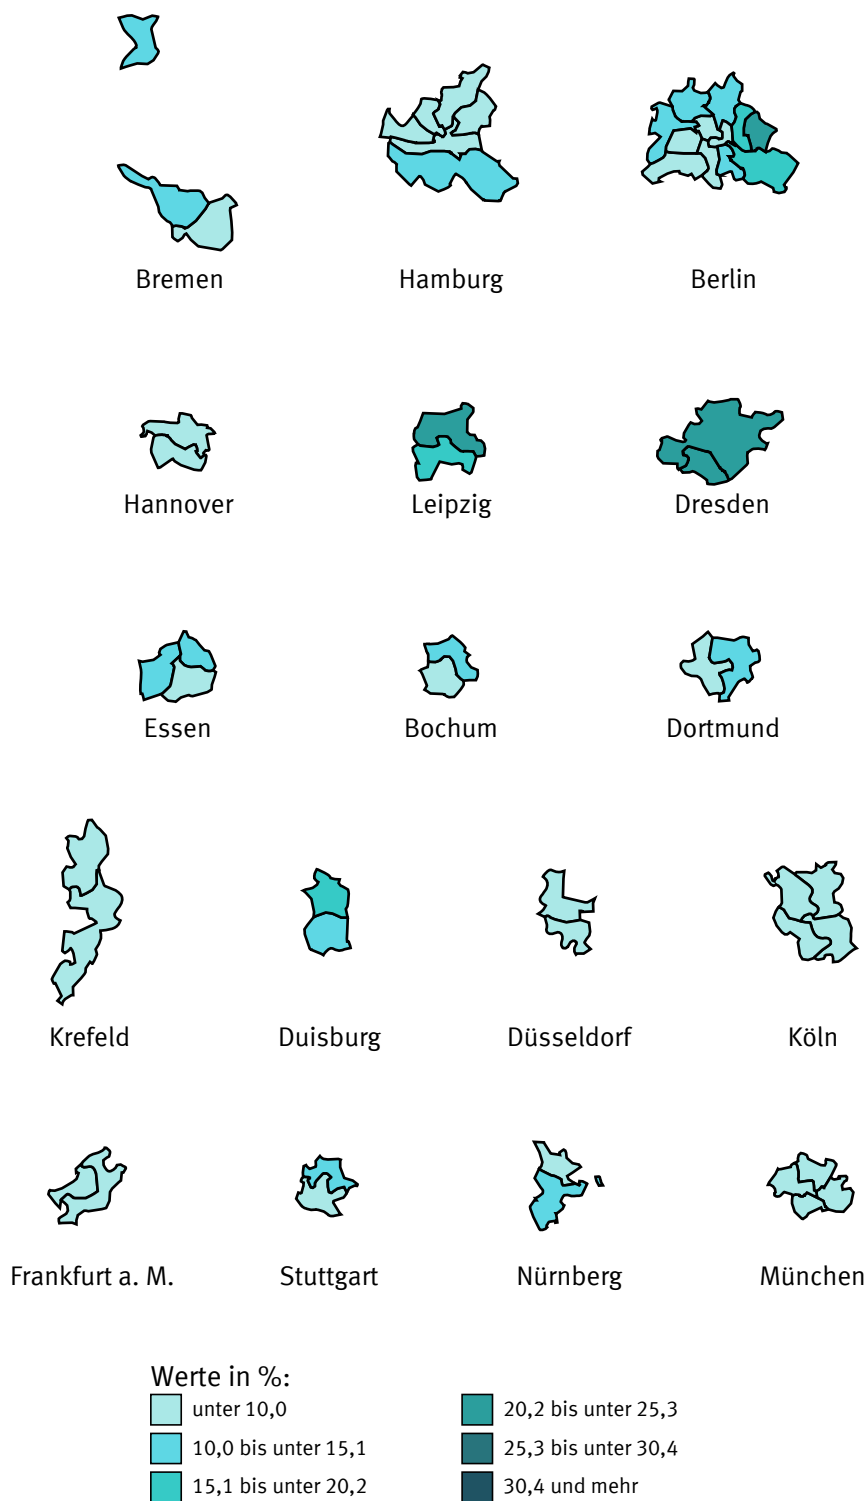 Bremen
Hamburg
Berlin
Hannover
Leipzig
Dresden
Essen
Bochum
Dortmund
Krefeld
Duisburg
Düsseldorf
Köln
Frankfurt a. M.
Stuttgart
Nürnberg
München
Werte in %:
unter 10,0
10,0 bis unter 15,1
15,1 bis unter 20,2
20,2 bis unter 25,3
25,3 bis unter 30,4
30,4 und mehr